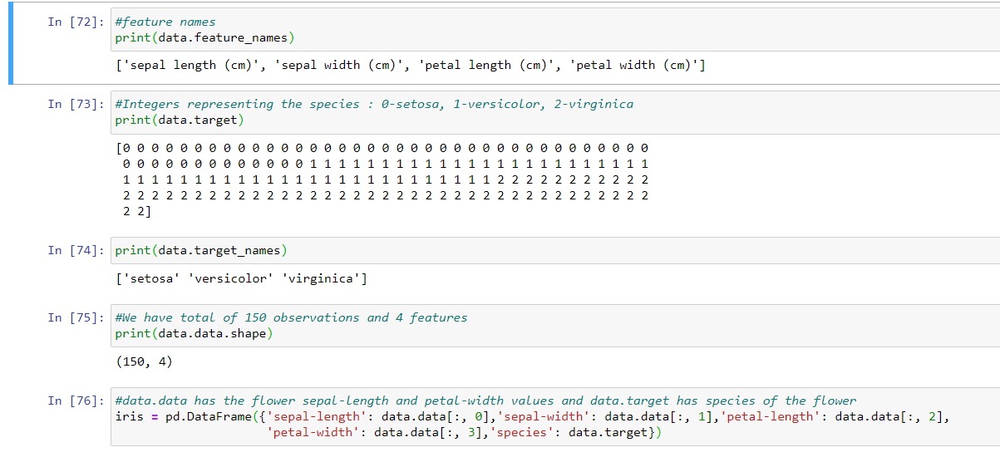 In [72]: #feature names
print(data.feature_names)
['sepal length (cm)', 'sepal width (cm)', 'petal length (cm)', 'petal width (cm)']
In [73]: #Integers representing the species : 0-setosa, 1-versicolor, 2-virginica
print(data.target)
[0 0 0 0 0 0 0 0 0 0 0 0 0 0 0 0 0 0 0 0 0 0 0 0 0 0 0 0 0 0 0 0 0 0 0 0 0
0 0 0 0 0 0 0 0 0 0 0 0 0 1 1 1 1 1 1 1 1 1 1 1 1 1 1 1 1 1 1 1 1 1 1 1 1
1 1 1 1 1 1 1 1 1 1 1 1 1 1 1 1 1 1 1 1 1 1 1 1 1 1 2 2 2 2 2 2 2 2 2 2 2
2 2 2 2 2 2 2 2 2 2 2 2 2 2 2 2 2 2 2 2 2 2 2 2 2 2 2 2 2 2 2 2 2 2 2 2 2
2 2]
In [74]: print(data.target_names)
['setosa' 'versicolor' 'virginica']
In [75]: #We have total of 150 observations and 4 features
print(data.data.shape)
(150, 4)
In [76]: #data.data has the flower sepal-length and petal-width values and data.target has species of the flower
iris = pd.DataFrame({'sepal-length': data.data[:, 0],'sepal-width': data.data[:, 1],'petal-length': data.data[:, 2],
'petal-width': data.data[:, 3],'species': data.target})